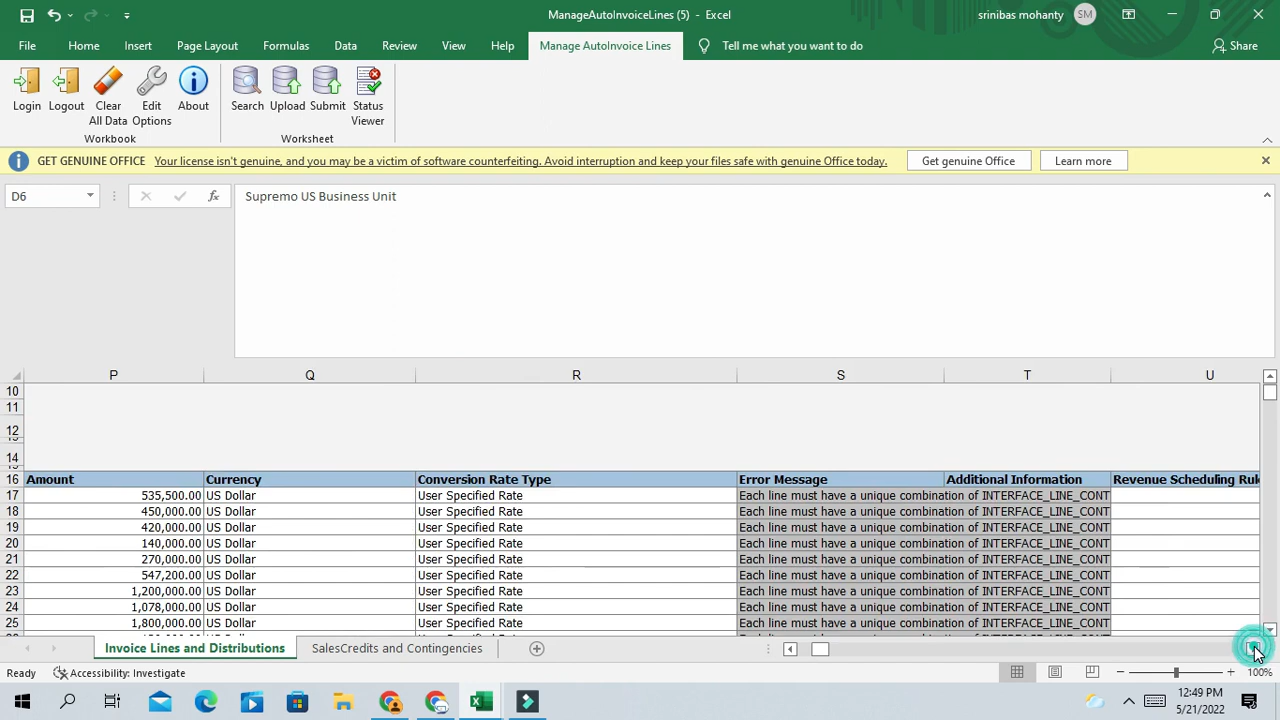 ManageAutoInvoiceLines (5) - Excel
srinibas mohanty SM
File Home Insert Page Layout Formulas Data Review View Help Manage AutoInvoice Lines Tell me what you want to do Share
Login Logout Clear All Data Edit Options About Search Upload Submit Status Viewer
Workbook Worksheet
GET GENUINE OFFICE Your license isn't genuine, and you may be a victim of software counterfeiting. Avoid interruption and keep your files safe with genuine Office today. Get genuine Office Learn more
D6 fx Supremo US Business Unit
P Q R S T U
10
11
12
14
16 Amount Currency Conversion Rate Type Error Message Additional Information Revenue Scheduling Rul
17 535,500.00 US Dollar User Specified Rate Each line must have a unique combination of INTERFACE_LINE_CONT
18 450,000.00 US Dollar User Specified Rate Each line must have a unique combination of INTERFACE_LINE_CONT
19 420,000.00 US Dollar User Specified Rate Each line must have a unique combination of INTERFACE_LINE_CONT
20 140,000.00 US Dollar User Specified Rate Each line must have a unique combination of INTERFACE_LINE_CONT
21 270,000.00 US Dollar User Specified Rate Each line must have a unique combination of INTERFACE_LINE_CONT
22 547,200.00 US Dollar User Specified Rate Each line must have a unique combination of INTERFACE_LINE_CONT
23 1,200,000.00 US Dollar User Specified Rate Each line must have a unique combination of INTERFACE_LINE_CONT
24 1,078,000.00 US Dollar User Specified Rate Each line must have a unique combination of INTERFACE_LINE_CONT
25 1,800,000.00 US Dollar User Specified Rate Each line must have a unique combination of INTERFACE_LINE_CONT
Invoice Lines and Distributions SalesCredits and Contingencies
Ready Accessibility: Investigate 100%
12:49 PM
5/21/2022